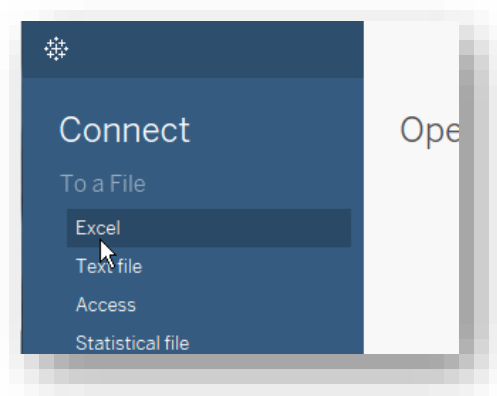 Connect
Ope
To a File
Excel
Text file
Access
Statistical file